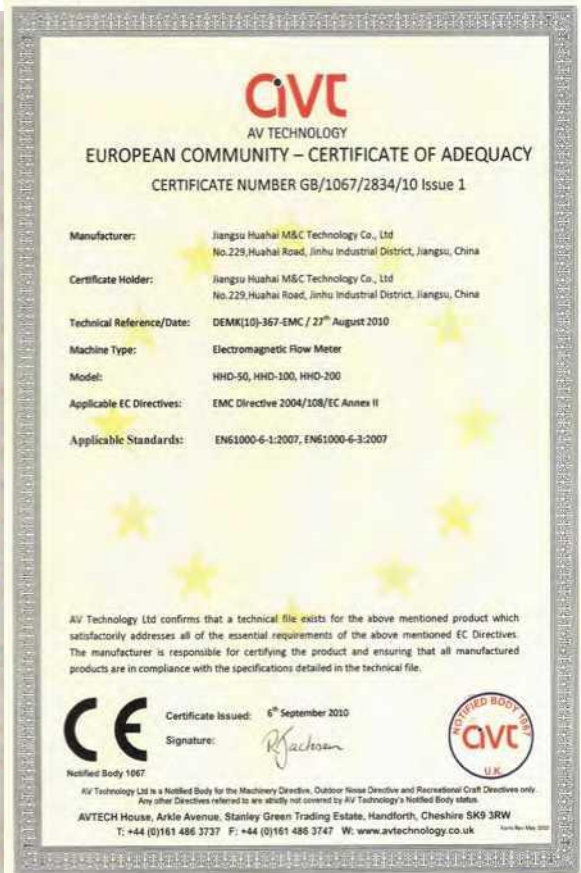 avt
AV TECHNOLOGY
EUROPEAN COMMUNITY – CERTIFICATE OF ADEQUACY
CERTIFICATE NUMBER GB/1067/2834/10 Issue 1
Manufacturer: Jiangsu Huahai M&C Technology Co., Ltd
No.229,Huahai Road, Jinhu Industrial District, Jiangsu, China
Certificate Holder: Jiangsu Huahai M&C Technology Co., Ltd
No.229,Huahai Road, Jinhu Industrial District, Jiangsu, China
Technical Reference/Date: DEMK(10)-367-EMC / 27th August 2010
Machine Type: Electromagnetic Flow Meter
Model: HHD-50, HHD-100, HHD-200
Applicable EC Directives: EMC Directive 2004/108/EC Annex II
Applicable Standards: EN61000-6-1:2007, EN61000-6-3:2007
AV Technology Ltd confirms that a technical file exists for the above mentioned product which
satisfactorily addresses all of the essential requirements of the above mentioned EC Directives.
The manufacturer is responsible for certifying the product and ensuring that all manufactured
products are in compliance with the specifications detailed in the technical file.
CE
Certificate Issued: 6th September 2010
Signature: RJackson
Notified Body 1067
NOTIFIED BODY 1067
avt
U.K.
AV Technology Ltd is a Notified Body for the Machinery Directive, Outdoor Noise Directive and Recreational Craft Directives only.
Any other Directives referred to are strictly not covered by AV Technology's Notified Body status.
AVTECH House, Arkle Avenue, Stanley Green Trading Estate, Handforth, Cheshire SK9 3RW
T: +44 (0)161 486 3737 F: +44 (0)161 486 3747 W: www.avtechnology.co.uk